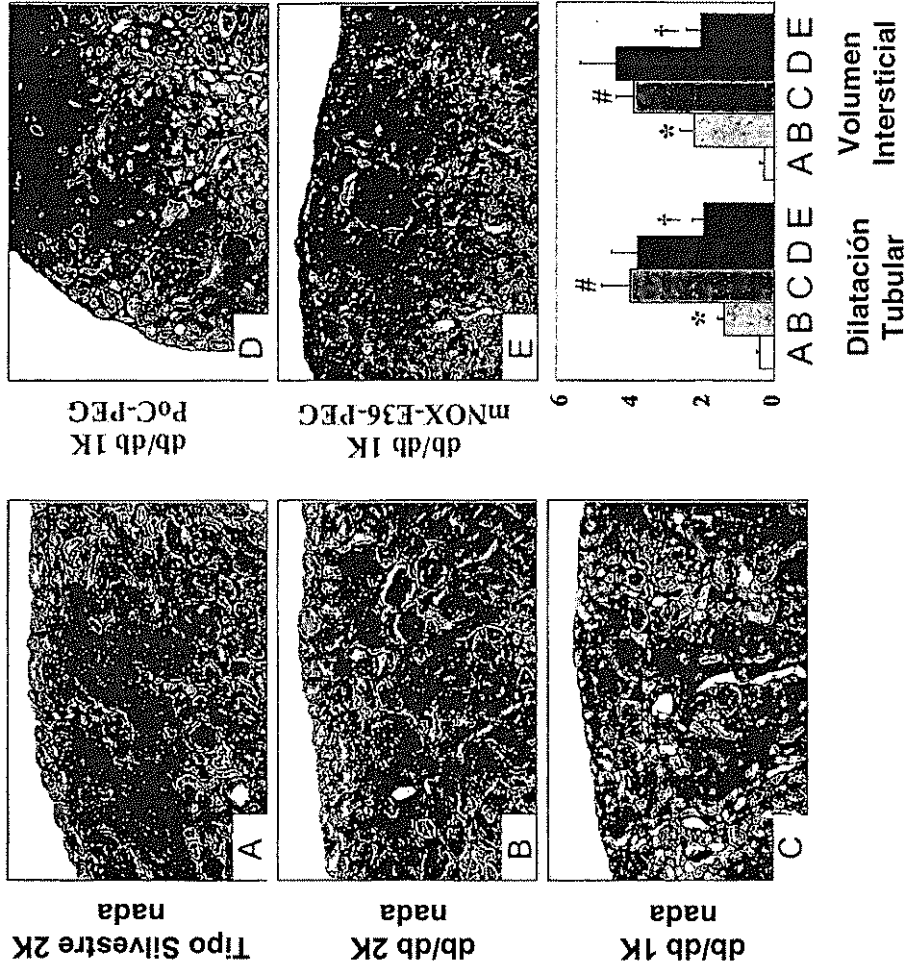 Tipo Silvestre 2K
nada
A
db/db 2K
nada
B
db/db 1K
nada
C
db/db 1K
PoC-PEG
D
db/db 1K
mNOX-E36-PEG
E
6
4
2
0
* # †
* # †
A B C D E
A B C D E
Dilatación
Tubular
Volumen
Intersticial